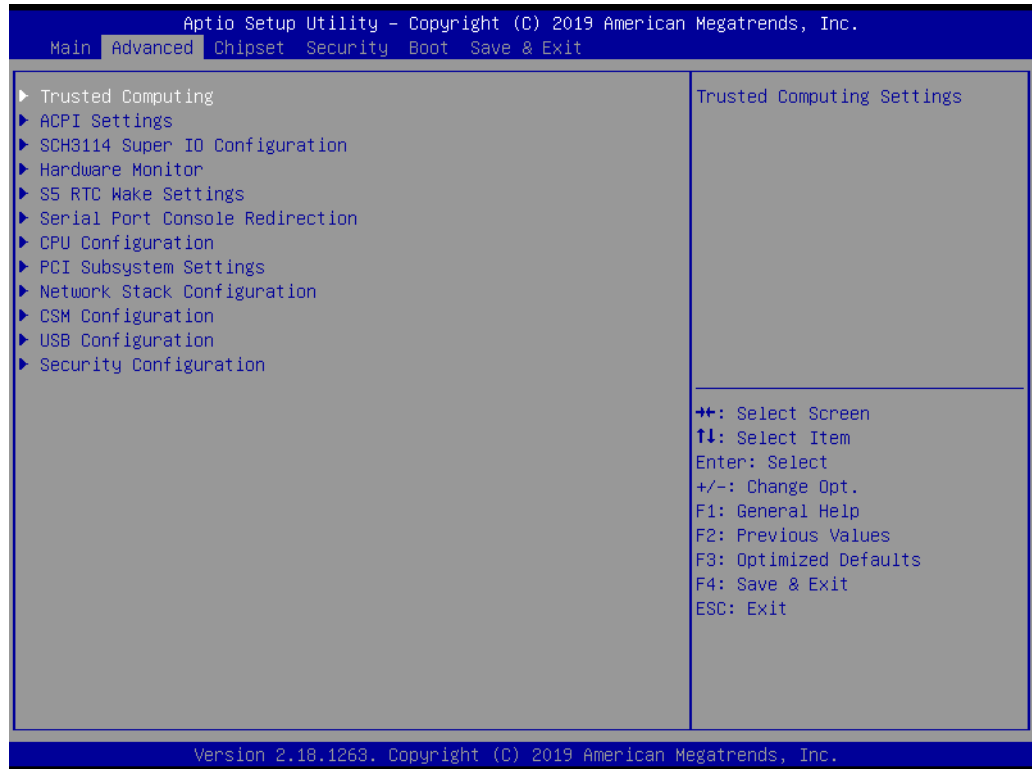 Aptio Setup Utility – Copyright (C) 2019 American Megatrends, Inc.
Main Advanced Chipset Security Boot Save & Exit
▶ Trusted Computing
▶ ACPI Settings
▶ SCH3114 Super IO Configuration
▶ Hardware Monitor
▶ S5 RTC Wake Settings
▶ Serial Port Console Redirection
▶ CPU Configuration
▶ PCI Subsystem Settings
▶ Network Stack Configuration
▶ CSM Configuration
▶ USB Configuration
▶ Security Configuration
Trusted Computing Settings
→←: Select Screen
↑↓: Select Item
Enter: Select
+/-: Change Opt.
F1: General Help
F2: Previous Values
F3: Optimized Defaults
F4: Save & Exit
ESC: Exit
Version 2.18.1263. Copyright (C) 2019 American Megatrends, Inc.